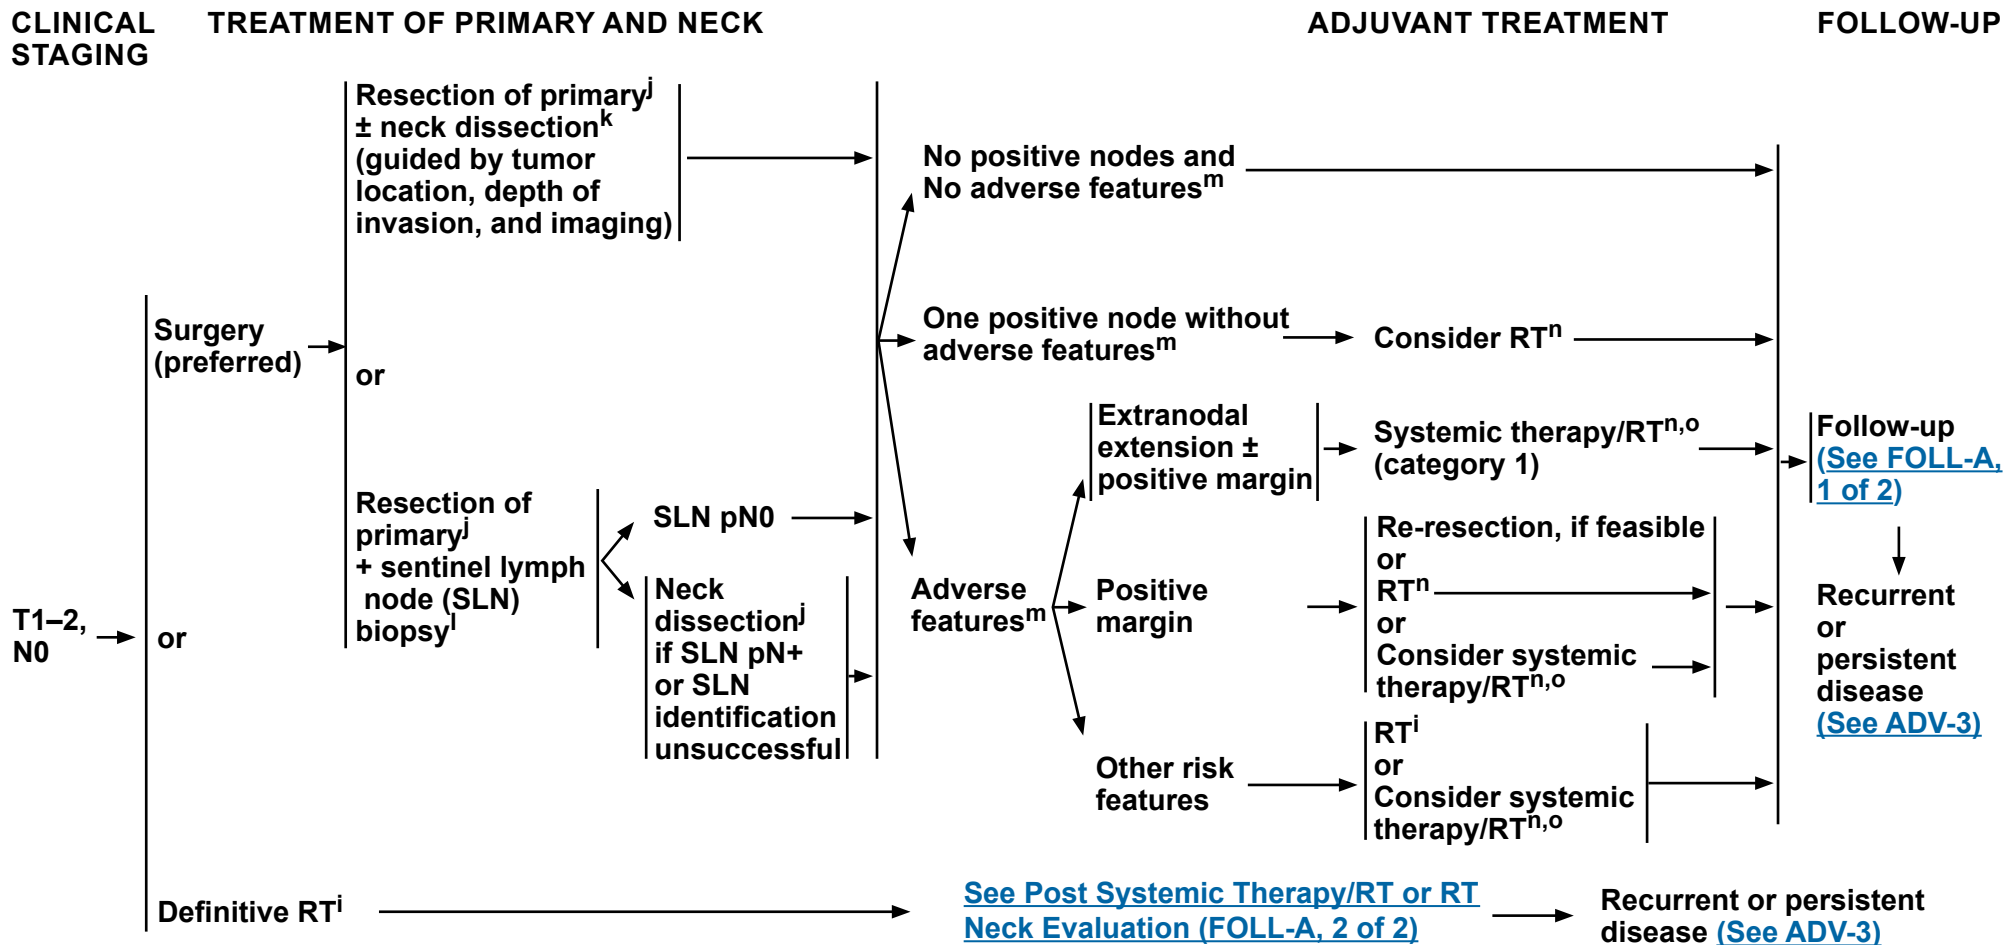 CLINICAL
STAGING
TREATMENT OF PRIMARY AND NECK
ADJUVANT TREATMENT
FOLLOW-UP
T1–2,
N0
Surgery
(preferred)
or
Definitive RTi
Resection of primaryj
± neck dissectionk
(guided by tumor
location, depth of
invasion, and imaging)
or
Resection of
primaryj
+ sentinel lymph
node (SLN)
biopsyl
SLN pN0
Neck
dissectionj
if SLN pN+
or SLN
identification
unsuccessful
No positive nodes and
No adverse featuresm
One positive node without
adverse featuresm
Consider RTn
Adverse
featuresm
Extranodal
extension ±
positive margin
Systemic therapy/RTn,o
(category 1)
Positive
margin
Re-resection, if feasible
or
RTn
or
Consider systemic
therapy/RTn,o
Other risk
features
RTi
or
Consider systemic
therapy/RTn,o
Follow-up
(See FOLL-A,
1 of 2)
Recurrent
or
persistent
disease
(See ADV-3)
See Post Systemic Therapy/RT or RT
Neck Evaluation (FOLL-A, 2 of 2)
Recurrent or persistent
disease (See ADV-3)